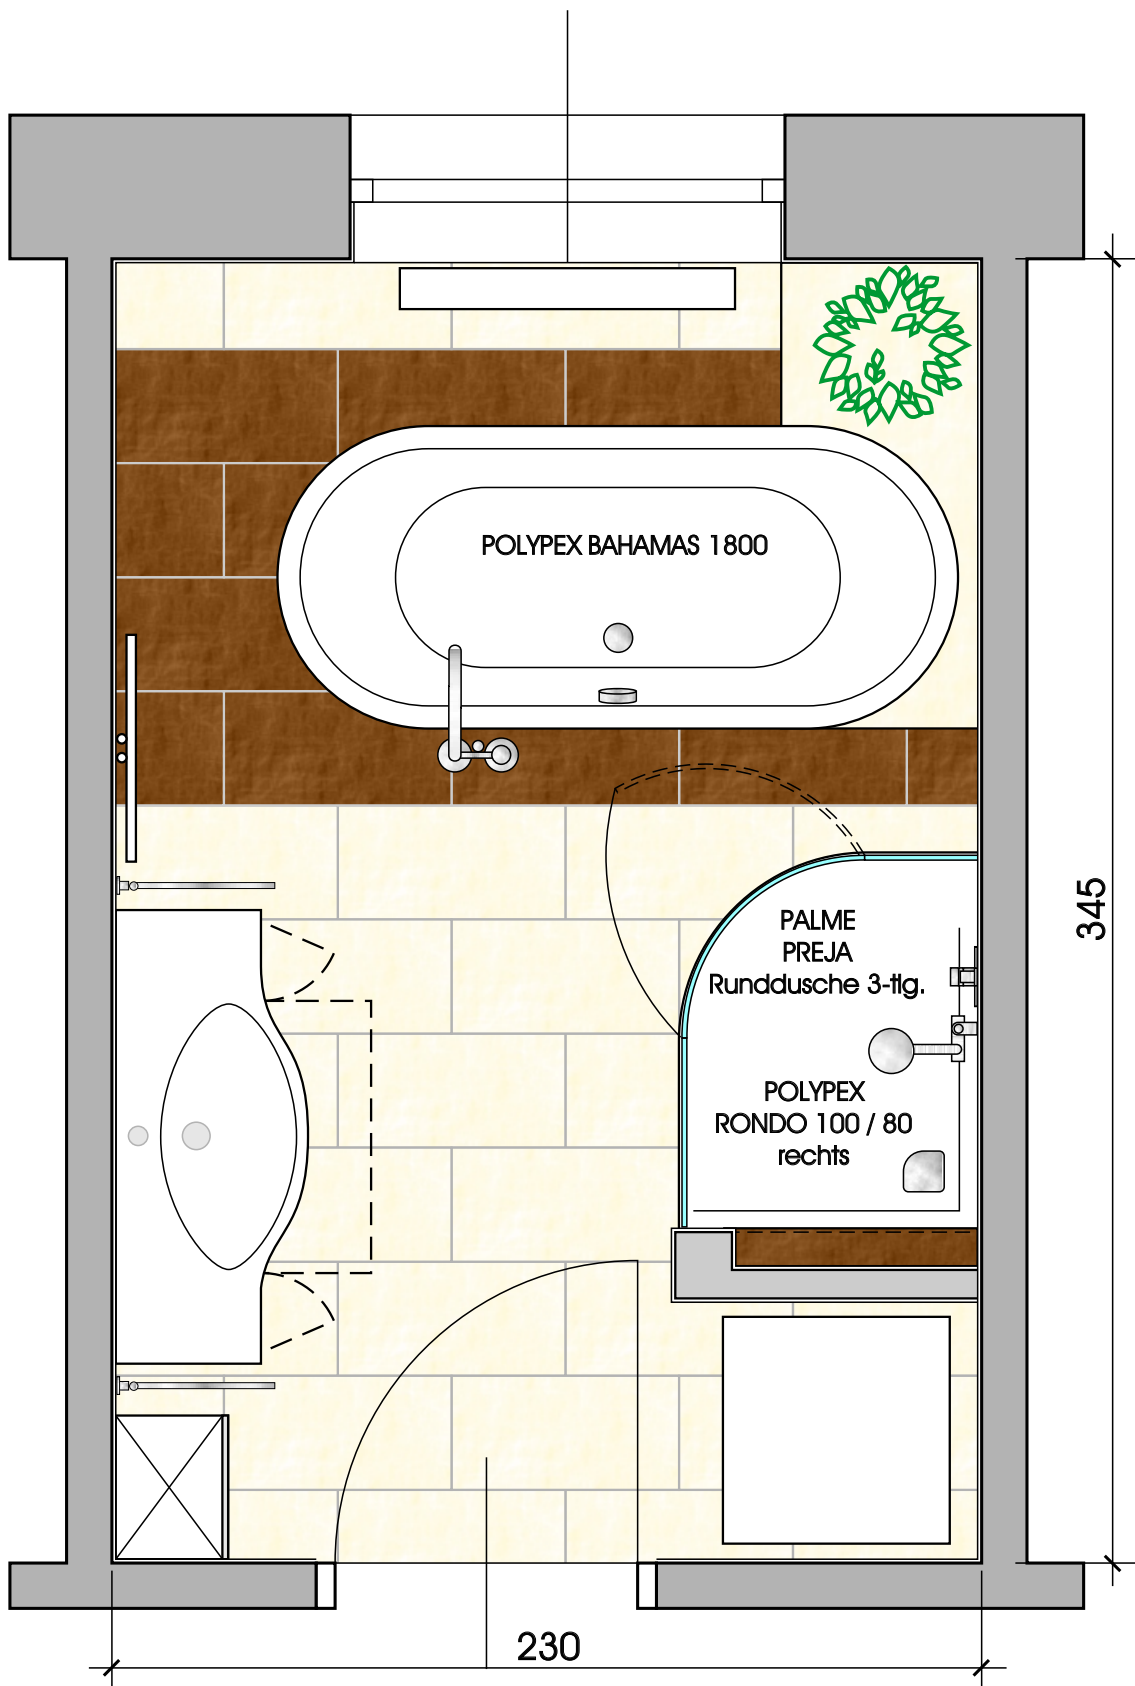 POLYPEX BAHAMAS 1800
PALME
PREJA
Runddusche 3-tlg.
345
POLYPEX
RONDO 100 / 80
rechts
230